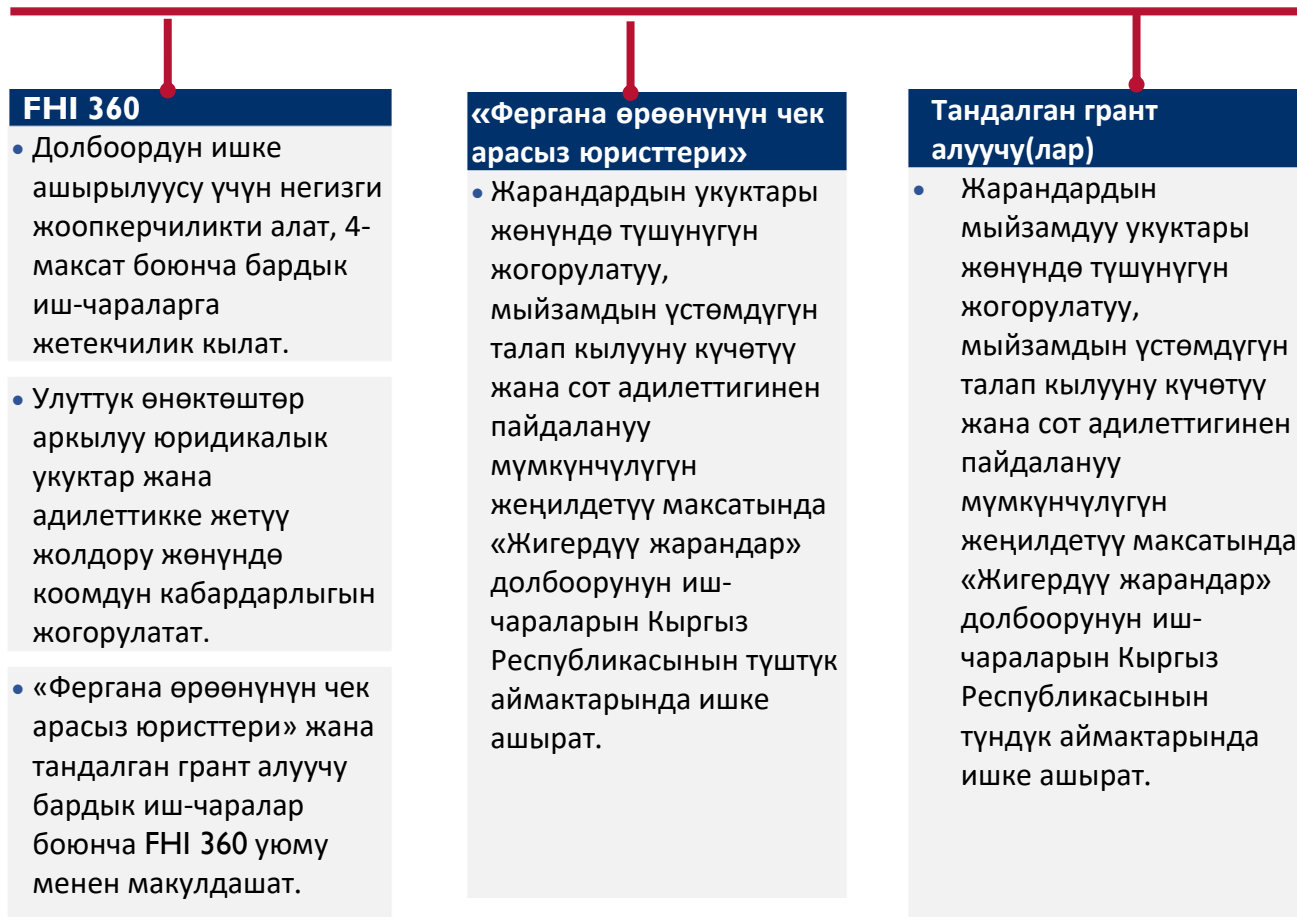 FHI 360
• Долбоордун ишке
ашырылуусу үчүн негизги
жоопкерчиликти алат, 4-
максат боюнча бардык
иш-чараларга
жетекчилик кылат.
• Улуттук өнөктөштөр
аркылуу юридикалык
укуктар жана
адилеттикке жетүү
жолдору жөнүндө
коомдун кабардарлыгын
жогорулатат.
• «Фергана өрөөнүнүн чек
арасыз юристтери» жана
тандалган грант алуучу
бардык иш-чаралар
боюнча FHI 360 уюму
менен макулдашат.
«Фергана өрөөнүнүн чек
арасыз юристтери»
• Жарандардын укуктары
жөнүндө түшүнүгүн
жогорулатуу,
мыйзамдын үстөмдүгүн
талап кылууну күчөтүү
жана сот адилеттигинен
пайдалануу
мүмкүнчүлүгүн
жеңилдетүү максатында
«Жигердүү жарандар»
долбоорунун иш-
чараларын Кыргыз
Республикасынын түштүк
аймактарында ишке
ашырат.
Тандалган грант
алуучу(лар)
• Жарандардын
мыйзамдуу укуктары
жөнүндө түшүнүгүн
жогорулатуу,
мыйзамдын үстөмдүгүн
талап кылууну күчөтүү
жана сот адилеттигинен
пайдалануу
мүмкүнчүлүгүн
жеңилдетүү максатында
«Жигердүү жарандар»
долбоорунун иш-
чараларын Кыргыз
Республикасынын
түндүк аймактарында
ишке ашырат.